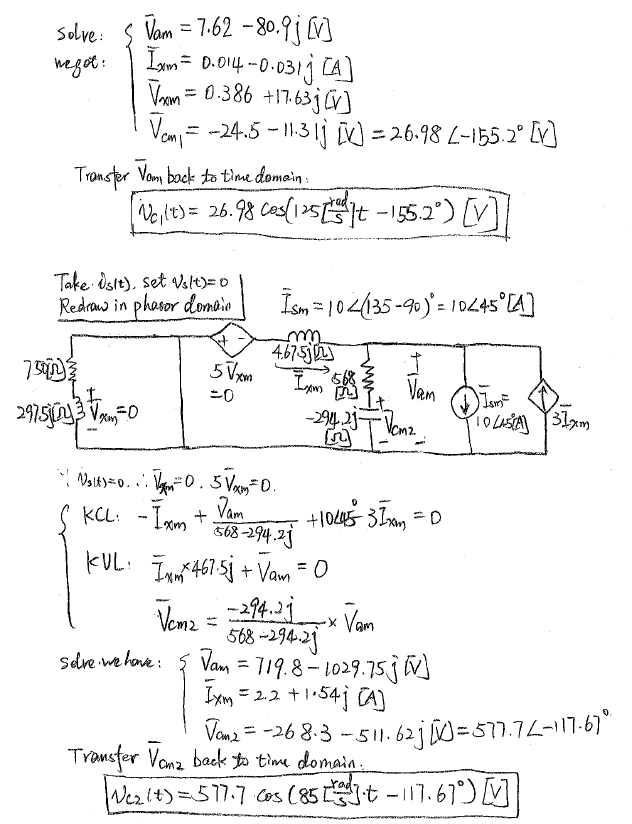 solve: V̄am = 7.62 - 80.9j [V]
we got: Īxm = 0.014 - 0.031j [A]
V̄xm = 0.386 + 17.63j [V]
V̄cm1 = -24.5 - 11.31j [V] = 26.98 ∠-155.2° [V]
Transfer V̄cm1 back to time domain:
Vc1(t) = 26.98 cos(125[rad/s]t - 155.2°) [V]
Take is(t), set Vs(t)=0
Redraw in phasor domain
Īsm = 10∠(135-90)° = 10∠45° [A]
+ -
467.5j[Ω]
+
750[Ω]
5V̄xm
=0
Īxm
568
[Ω]
V̄am
297.5j[Ω]
+
V̄xm=0
-
-294.2j
[Ω]
+
V̄cm2
-
-
Īsm=
10∠45°[A]
3Īxm
∵ Vs(t)=0. ∴ V̄xm=0, 5V̄xm=0.
KCL: -Īxm + V̄am/(568-294.2j) + 10∠45° - 3Īxm = 0
KVL: Īxm×467.5j + V̄am = 0
V̄cm2 = (-294.2j)/(568-294.2j) × V̄am
solve we have: V̄am = 719.8 - 1029.75j [V]
Īxm = 2.2 + 1.54j [A]
V̄cm2 = -268.3 - 511.62j [V] = 577.7∠-117.67°
Transfer V̄cm2 back to time domain:
Vc2(t) = 577.7 cos(85[rad/s]·t - 117.67°) [V]